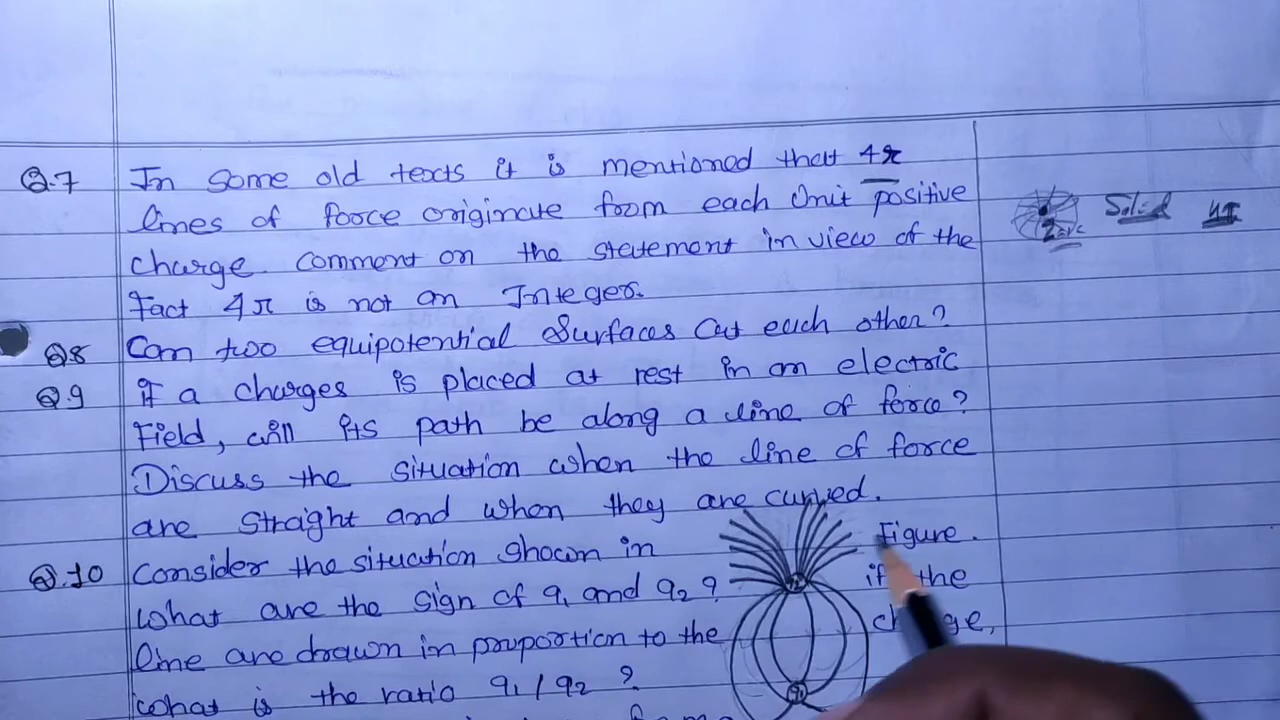 Q.7 In some old texts it is mentioned that 4π
lines of force originate from each Unit positive
charge. comment on the statement in view of the
Fact 4π is not an Integer.
Q8 Can two equipotential Surfaces Cut each other?
Q9 if a charges is placed at rest in an electric
Field, will its path be along a line of force?
Discuss the situation when the line of force
are straight and when they are curved.
Q.10 Consider the situation shown in Figure.
What are the sign of q1 and q2? if the
line are drawn in proportion to the charge,
What is the ratio q1/q2 ?
q2
q1
Solid